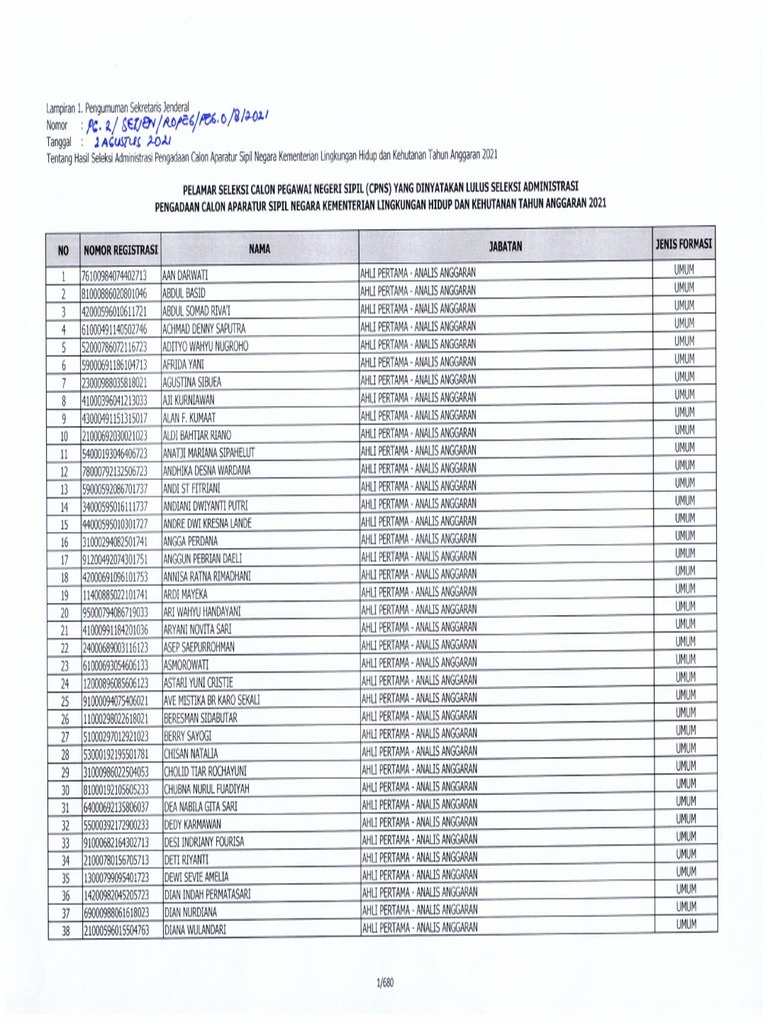 Lampiran 1. Pengumuman Sekretaris Jenderal
Nomor : PG. 2/ SETJEN/ROPEG/PEG.0/8/2021
Tanggal : 2 AGUSTUS 2021
Tentang Hasil Seleksi Administrasi Pengadaan Calon Aparatur Sipil Negara Kementerian Lingkungan Hidup dan Kehutanan Tahun Anggaran 2021
PELAMAR SELEKSI CALON PEGAWAI NEGERI SIPIL (CPNS) YANG DINYATAKAN LULUS SELEKSI ADMINISTRASI
PENGADAAN CALON APARATUR SIPIL NEGARA KEMENTERIAN LINGKUNGAN HIDUP DAN KEHUTANAN TAHUN ANGGARAN 2021
NO NOMOR REGISTRASI NAMA JABATAN JENIS FORMASI
1 76100984074402713 AAN DARWATI AHLI PERTAMA - ANALIS ANGGARAN UMUM
2 81000886020801046 ABDUL BASID AHLI PERTAMA - ANALIS ANGGARAN UMUM
3 42000596010611721 ABDUL SOMAD RIVA'I AHLI PERTAMA - ANALIS ANGGARAN UMUM
4 61000491140502746 ACHMAD DENNY SAPUTRA AHLI PERTAMA - ANALIS ANGGARAN UMUM
5 52000786072116723 ADITYO WAHYU NUGROHO AHLI PERTAMA - ANALIS ANGGARAN UMUM
6 59000691186104713 AFRIDA YANI AHLI PERTAMA - ANALIS ANGGARAN UMUM
7 23000988035818021 AGUSTINA SIBUEA AHLI PERTAMA - ANALIS ANGGARAN UMUM
8 41000396041213033 AJI KURNIAWAN AHLI PERTAMA - ANALIS ANGGARAN UMUM
9 43000491151315017 ALAN F. KUMAAT AHLI PERTAMA - ANALIS ANGGARAN UMUM
10 21000692030021023 ALDI BAHTIAR RIANO AHLI PERTAMA - ANALIS ANGGARAN UMUM
11 54000193046406723 ANATJI MARIANA SIPAHELUT AHLI PERTAMA - ANALIS ANGGARAN UMUM
12 78000792132506723 ANDHIKA DESNA WARDANA AHLI PERTAMA - ANALIS ANGGARAN UMUM
13 59000592086701737 ANDI ST FITRIANI AHLI PERTAMA - ANALIS ANGGARAN UMUM
14 34000595016111737 ANDIANI DWIYANTI PUTRI AHLI PERTAMA - ANALIS ANGGARAN UMUM
15 44000595010301727 ANDRE DWI KRESNA LANDE AHLI PERTAMA - ANALIS ANGGARAN UMUM
16 31000294082501741 ANGGA PERDANA AHLI PERTAMA - ANALIS ANGGARAN UMUM
17 91200492074301751 ANGGUN PEBRIAN DAELI AHLI PERTAMA - ANALIS ANGGARAN UMUM
18 42000691096101753 ANNISA RATNA RIMADHANI AHLI PERTAMA - ANALIS ANGGARAN UMUM
19 11400885022101741 ARDI MAYEKA AHLI PERTAMA - ANALIS ANGGARAN UMUM
20 95000794086719033 ARI WAHYU HANDAYANI AHLI PERTAMA - ANALIS ANGGARAN UMUM
21 41000991184201036 ARYANI NOVITA SARI AHLI PERTAMA - ANALIS ANGGARAN UMUM
22 24000689003116123 ASEP SAEPURROHMAN AHLI PERTAMA - ANALIS ANGGARAN UMUM
23 61000693054606133 ASMOROWATI AHLI PERTAMA - ANALIS ANGGARAN UMUM
24 12000896085606123 ASTARI YUNI CRISTIE AHLI PERTAMA - ANALIS ANGGARAN UMUM
25 91000094075406021 AVE MISTIKA BR KARO SEKALI AHLI PERTAMA - ANALIS ANGGARAN UMUM
26 11000298022618021 BERESMAN SIDABUTAR AHLI PERTAMA - ANALIS ANGGARAN UMUM
27 51000297012921023 BERRY SAYOGI AHLI PERTAMA - ANALIS ANGGARAN UMUM
28 53000192195501781 CHISAN NATALIA AHLI PERTAMA - ANALIS ANGGARAN UMUM
29 31000986022504053 CHOLID TIAR ROCHAYUNI AHLI PERTAMA - ANALIS ANGGARAN UMUM
30 81000192105605233 CHUBNA NURUL FUADIYAH AHLI PERTAMA - ANALIS ANGGARAN UMUM
31 64000692135806037 DEA NABILA GITA SARI AHLI PERTAMA - ANALIS ANGGARAN UMUM
32 55000392172900233 DEDY KARMAWAN AHLI PERTAMA - ANALIS ANGGARAN UMUM
33 91000682164302713 DESI INDRIANY FOURISA AHLI PERTAMA - ANALIS ANGGARAN UMUM
34 21000780156705713 DETI RIYANTI AHLI PERTAMA - ANALIS ANGGARAN UMUM
35 13000799095401723 DEWI SEVIE AMELIA AHLI PERTAMA - ANALIS ANGGARAN UMUM
36 14200982045205723 DIAN INDAH PERMATASARI AHLI PERTAMA - ANALIS ANGGARAN UMUM
37 69000988061618023 DIAN NURDIANA AHLI PERTAMA - ANALIS ANGGARAN UMUM
38 21000596015504763 DIANA WULANDARI AHLI PERTAMA - ANALIS ANGGARAN UMUM
1/680